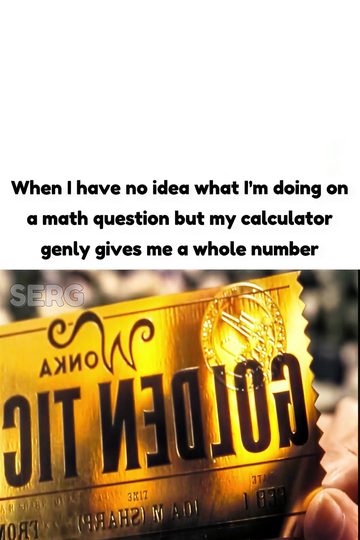 When I have no idea what I'm doing on
a math question but my calculator
genly gives me a whole number
SERG
WONKA
GOLDEN TIC